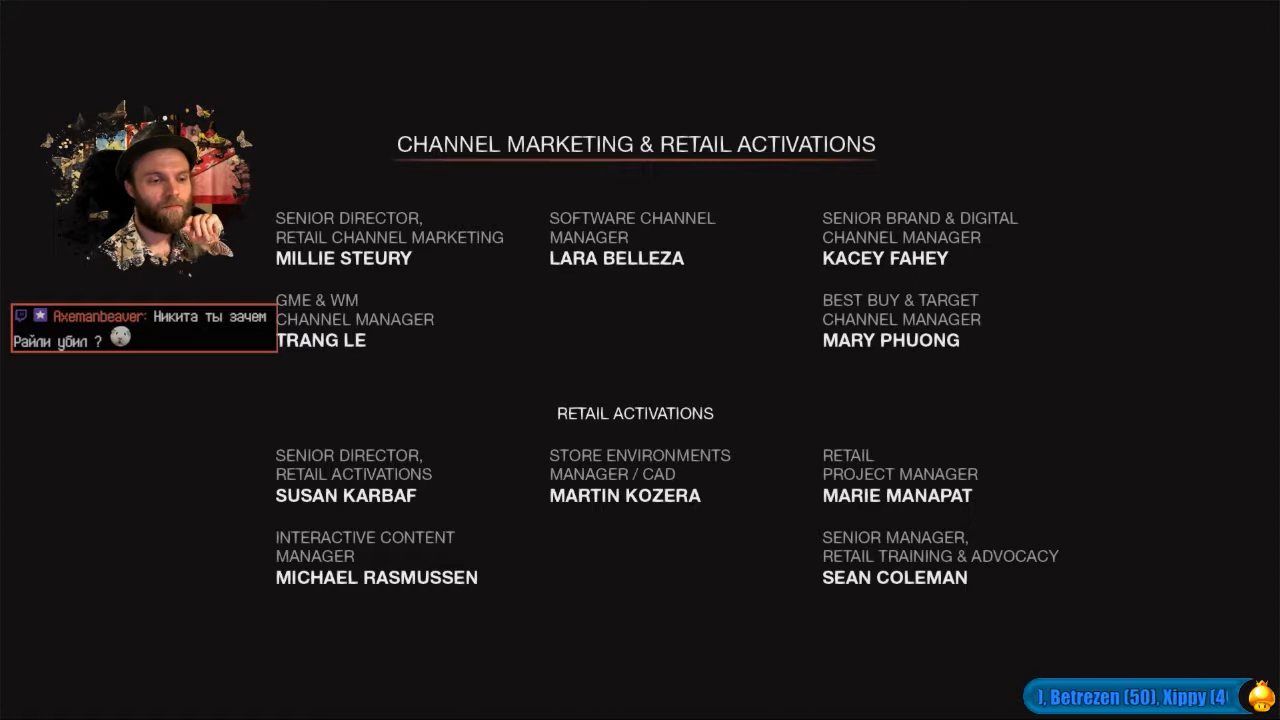 CHANNEL MARKETING & RETAIL ACTIVATIONS
SENIOR DIRECTOR,
RETAIL CHANNEL MARKETING
MILLIE STEURY
SOFTWARE CHANNEL
MANAGER
LARA BELLEZA
SENIOR BRAND & DIGITAL
CHANNEL MANAGER
KACEY FAHEY
GME & WM
CHANNEL MANAGER
TRANG LE
BEST BUY & TARGET
CHANNEL MANAGER
MARY PHUONG
Axemanbeaver: Никита ты зачем
Райли убил ?
RETAIL ACTIVATIONS
SENIOR DIRECTOR,
RETAIL ACTIVATIONS
SUSAN KARBAF
STORE ENVIRONMENTS
MANAGER / CAD
MARTIN KOZERA
RETAIL
PROJECT MANAGER
MARIE MANAPAT
INTERACTIVE CONTENT
MANAGER
MICHAEL RASMUSSEN
SENIOR MANAGER,
RETAIL TRAINING & ADVOCACY
SEAN COLEMAN
), Betrezen (50), Xippy (4